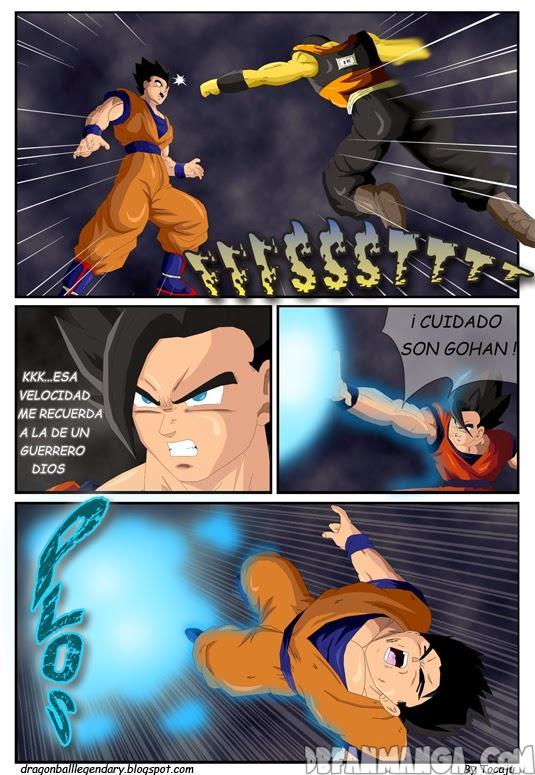 FFFSSSTTTTT
KKK...ESA
VELOCIDAD
ME RECUERDA
A LA DE UN
GUERRERO
DIOS
¡ CUIDADO
SON GOHAN !
PLOS
DBFANMANGA.COM
dragonballlegendary.blogspot.com
By Tocaju